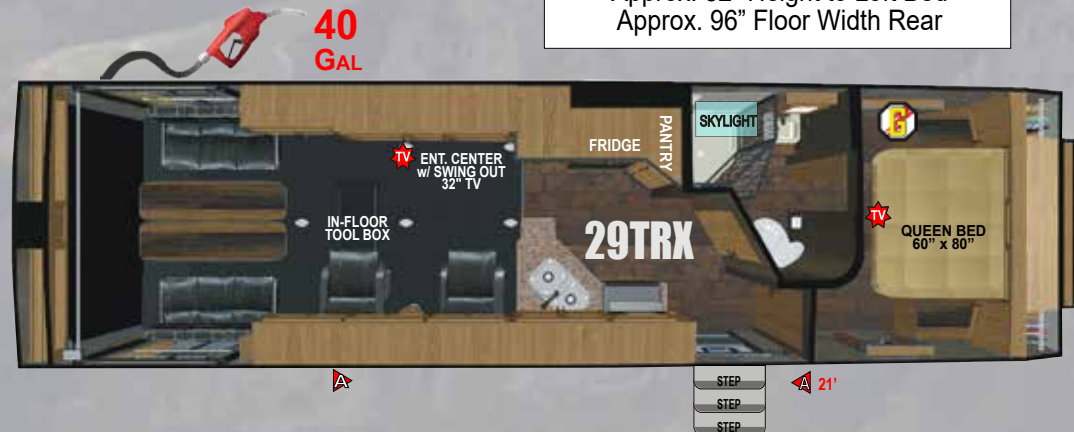 Approx. 96” Floor Width Rear
40
GAL
SKYLIGHT
PANTRY
FRIDGE
TV
ENT. CENTER
w/ SWING OUT
32" TV
IN-FLOOR
TOOL BOX
29TRX
G
TV
QUEEN BED
60” x 80”
A
A
21’
STEP
STEP
STEP